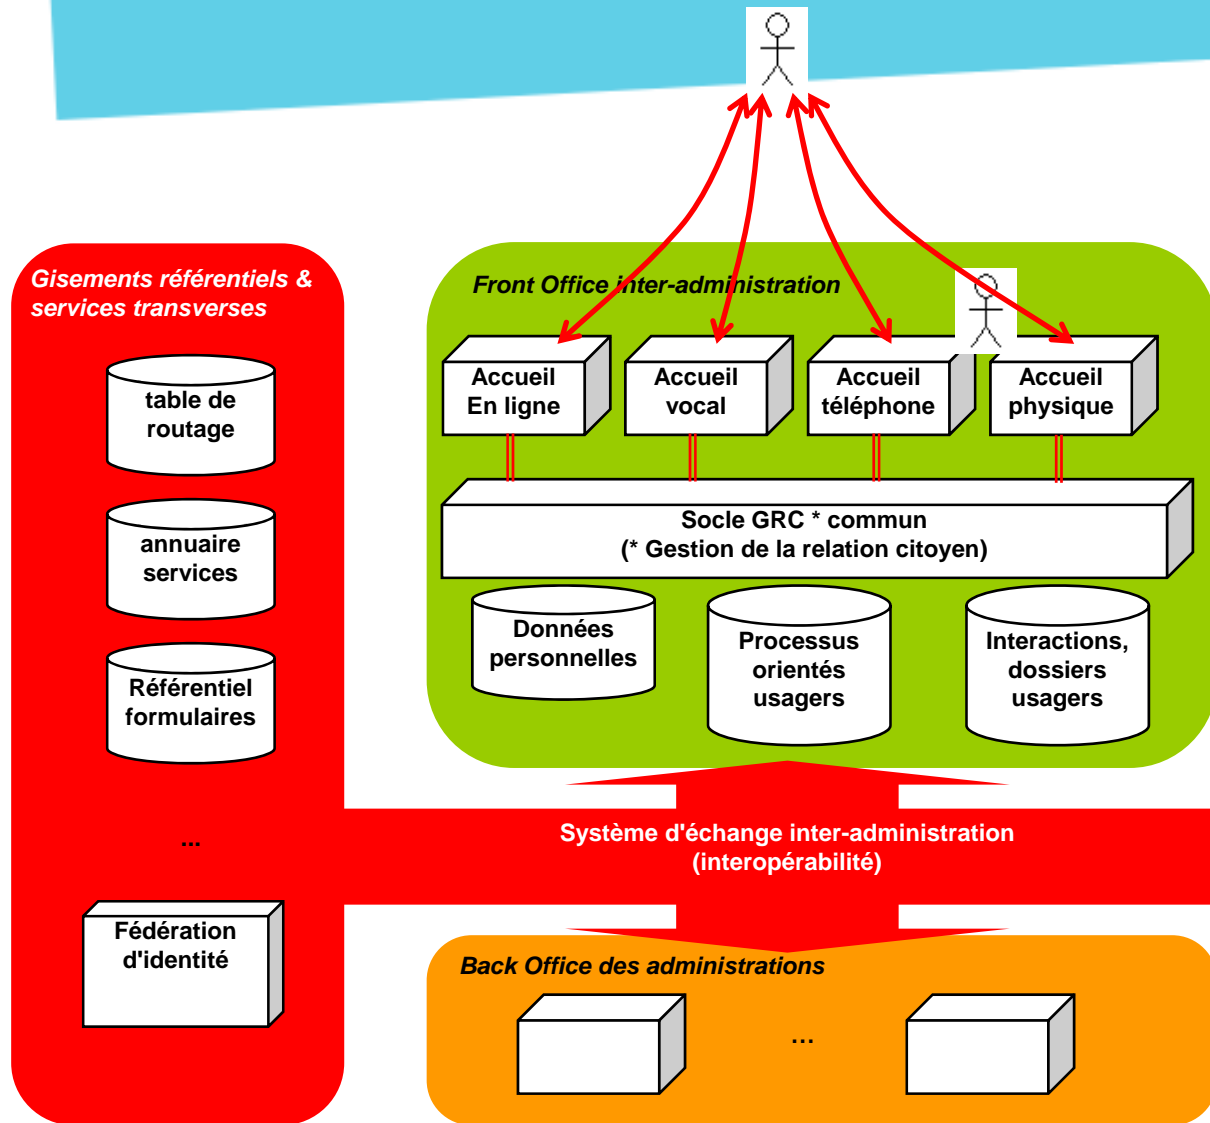 Gisements référentiels &
services transverses
table de
routage
annuaire
services
Référentiel
formulaires
...
Fédération
d'identité
Front Office inter-administration
Accueil
En ligne
Accueil
vocal
Accueil
téléphone
Accueil
physique
Socle GRC * commun
(* Gestion de la relation citoyen)
Données
personnelles
Processus
orientés
usagers
Interactions,
dossiers
usagers
Système d'échange inter-administration
(interopérabilité)
Back Office des administrations
...